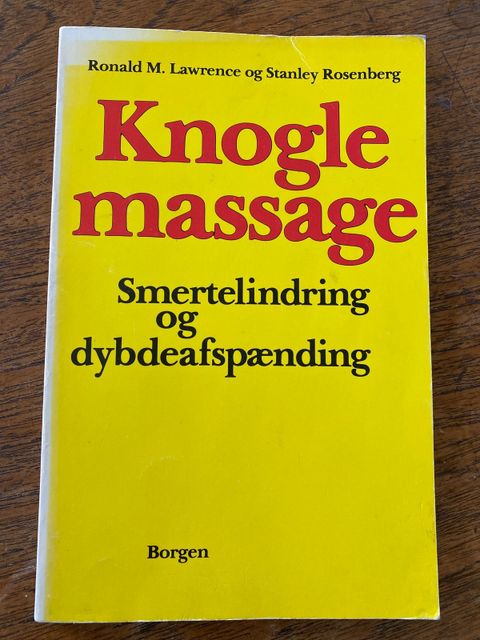 Ronald M. Lawrence og Stanley Rosenberg
Knogle
massage
Smertelindring
og
dybdeafspænding
Borgen